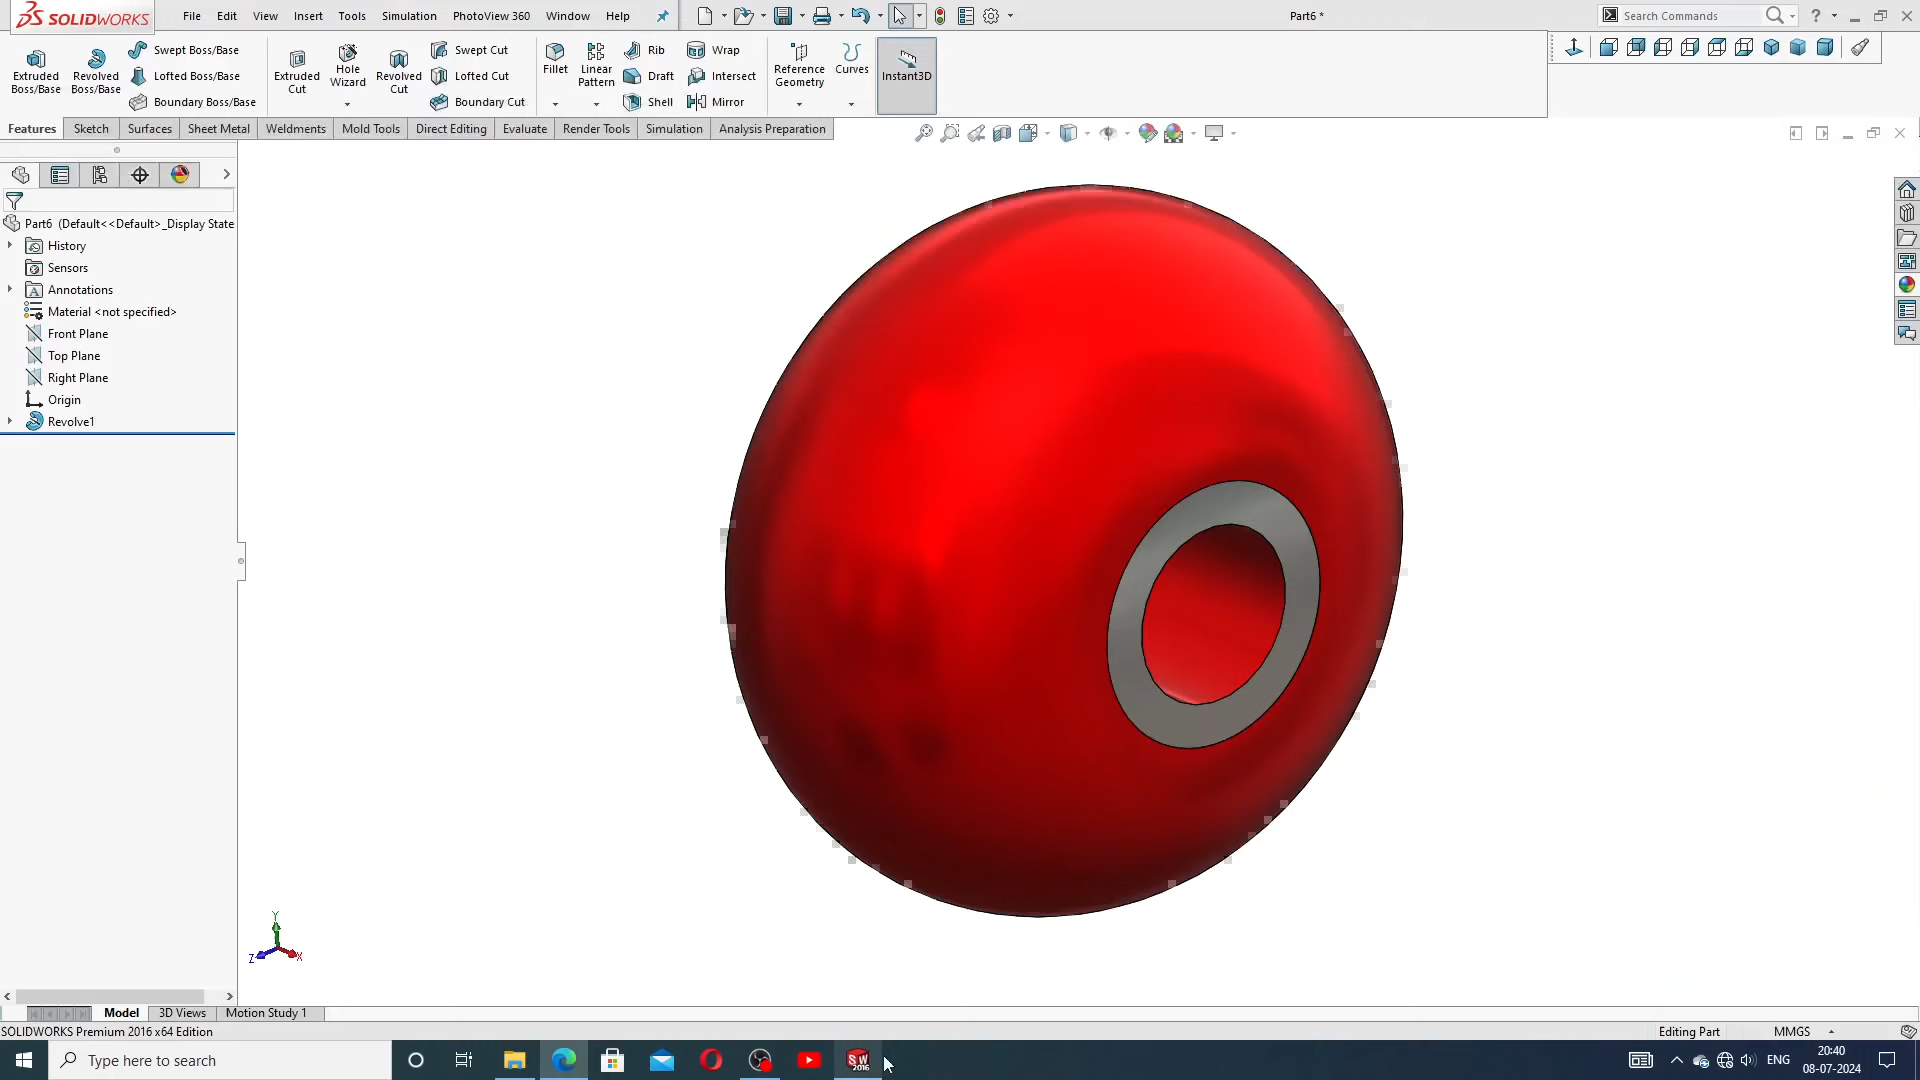 SOLIDWORKS File Edit View Insert Tools Simulation PhotoView 360 Window Help Part6 * Search Commands ?
Extruded Boss/Base
Revolved Boss/Base
Swept Boss/Base
Lofted Boss/Base
Boundary Boss/Base
Extruded Cut
Hole Wizard
Revolved Cut
Swept Cut
Lofted Cut
Boundary Cut
Fillet
Linear Pattern
Rib
Draft
Shell
Wrap
Intersect
Mirror
Reference Geometry
Curves
Instant3D
Features Sketch Surfaces Sheet Metal Weldments Mold Tools Direct Editing Evaluate Render Tools Simulation Analysis Preparation
Part6 (Default<<Default>_Display State
History
Sensors
A Annotations
Material <not specified>
Front Plane
Top Plane
Right Plane
Origin
Revolve1
Y
Z X
Model 3D Views Motion Study 1
SOLIDWORKS Premium 2016 x64 Edition Editing Part MMGS
Type here to search SW 2016 ENG 20:40
08-07-2024